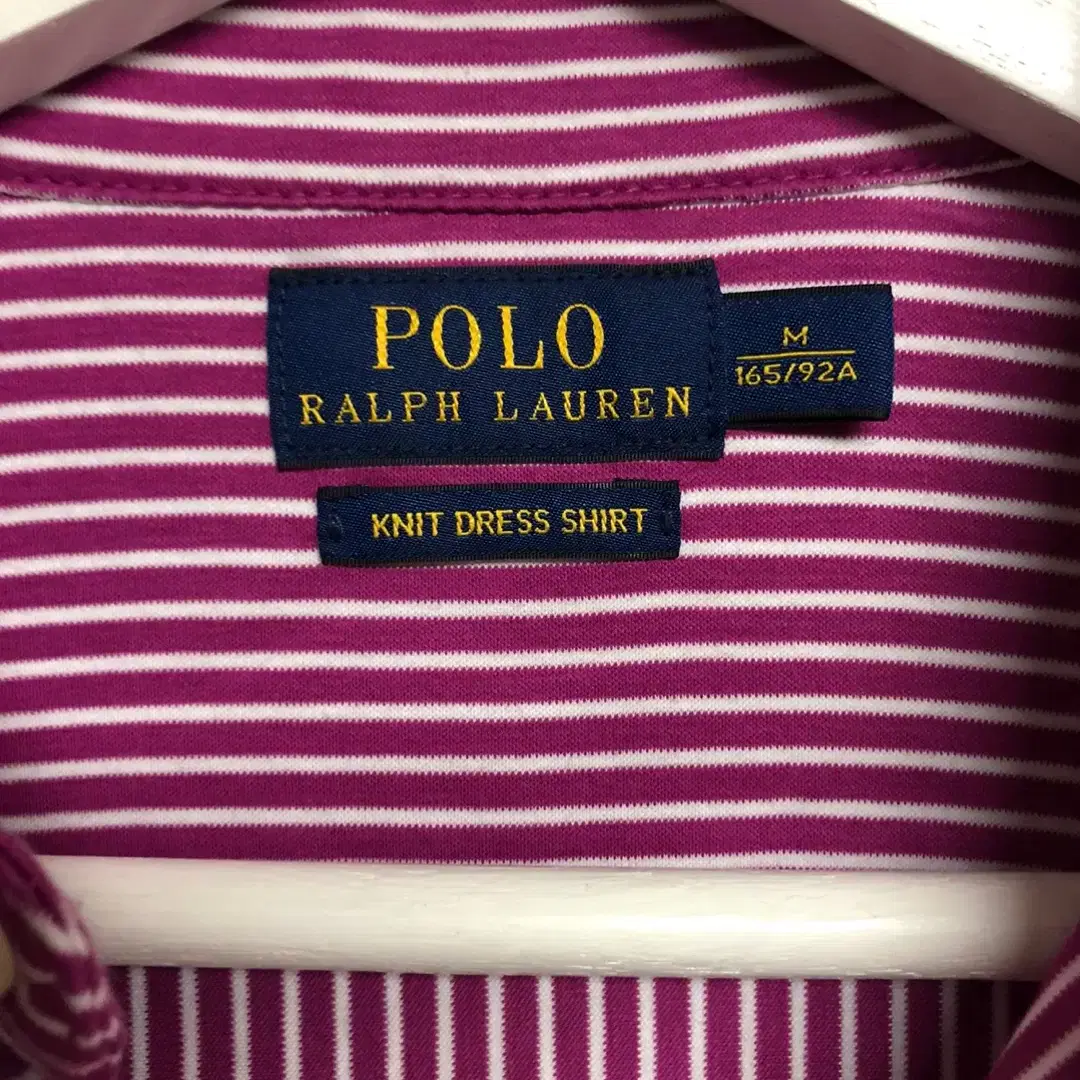 POLO
RALPH LAUREN
M
165/92A
KNIT DRESS SHIRT